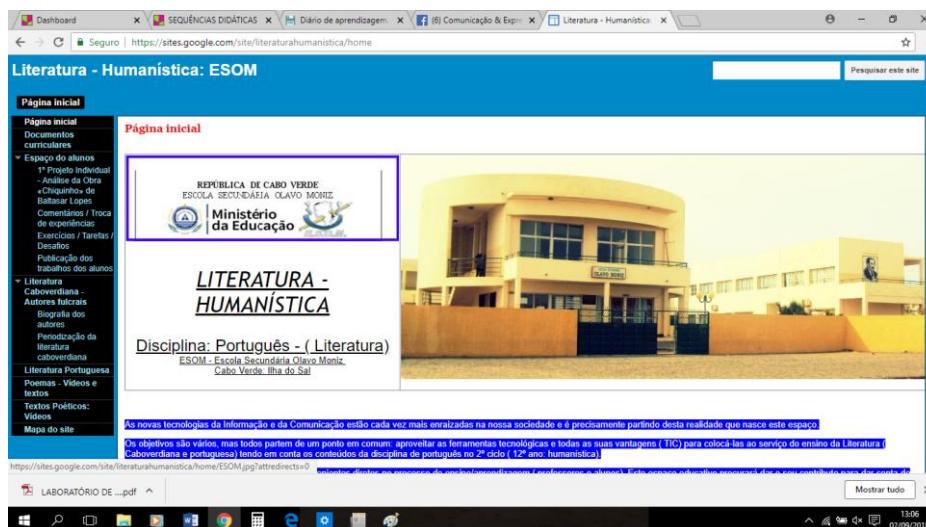 Dashboard
SEQUÊNCIAS DIDÁTICAS
Diário de aprendizagem.
(6) Comunicação & Expre
Literatura - Humanística:
Seguro | https://sites.google.com/site/literaturahumanistica/home
Literatura - Humanística: ESOM
Pesquisar este site
Página inicial
Página inicial
Documentos
curriculares
Espaço do alunos
1º Projeto Individual
- Análise da Obra
«Chiquinho» de
Baltasar Lopes
Comentários / Troca
de experiências
Exercícios / Tarefas /
Desafios
Publicação dos
trabalhos dos alunos
Literatura
Caboverdiana -
Autores fulcrais
Biografia dos
autores
Periodização da
literatura
caboverdiana
Literatura Portuguesa
Poemas - Vídeos e
textos
Textos Poéticos:
Vídeos
Mapa do site
Página inicial
REPÚBLICA DE CABO VERDE
ESCOLA SECUNDÁRIA OLAVO MONIZ
Ministério
da Educação
LITERATURA -
HUMANÍSTICA
Disciplina: Português - ( Literatura)
ESOM - Escola Secundária Olavo Moniz
Cabo Verde: Ilha do Sal
OLAVO MONIZ
As novas tecnologias da Informação e da Comunicação estão cada vez mais enraizadas na nossa sociedade e é precisamente partindo desta realidade que nasce este espaço.
Os objetivos são vários, mas todos partem de um ponto em comum: aproveitar as ferramentas tecnológicas e todas as suas vantagens ( TIC) para colocá-las ao serviço do ensino da Literatura (
Caboverdiana e portuguesa) tendo em conta os conteúdos da disciplina de português no 2º ciclo ( 12º ano: humanística).
https://sites.google.com/site/literaturahumanistica/home/ESOM.jpg?attredirects=0
LABORATÓRIO DE ....pdf
Mostrar tudo
13:06